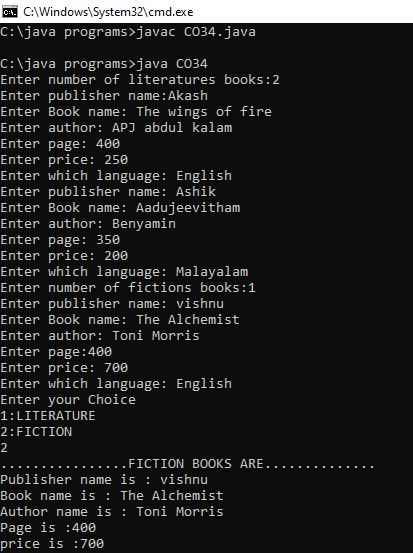 C:\Windows\System32\cmd.exe
C:\java programs>javac CO34.java
C:\java programs>java CO34
Enter number of literatures books:2
Enter publisher name:Akash
Enter Book name: The wings of fire
Enter author: APJ abdul kalam
Enter page: 400
Enter price: 250
Enter which language: English
Enter publisher name: Ashik
Enter Book name: Aadujeevitham
Enter author: Benyamin
Enter page: 350
Enter price: 200
Enter which language: Malayalam
Enter number of fictions books:1
Enter publisher name: vishnu
Enter Book name: The Alchemist
Enter author: Toni Morris
Enter page:400
Enter price: 700
Enter which language: English
Enter your Choice
1:LITERATURE
2:FICTION
2
................FICTION BOOKS ARE..............
Publisher name is : vishnu
Book name is : The Alchemist
Author name is : Toni Morris
Page is :400
price is :700